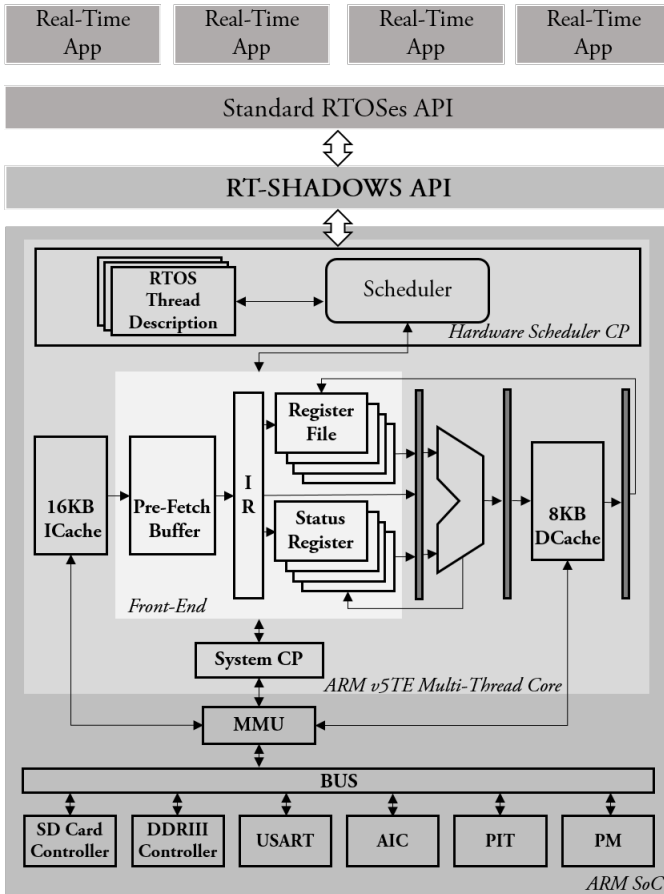 Real-Time
App
Real-Time
App
Real-Time
App
Real-Time
App
Standard RTOSes API
RT-SHADOWS API
RTOS
Thread
Description
Scheduler
Hardware Scheduler CP
16KB
ICache
Pre-Fetch
Buffer
I
R
Register
File
Status
Register
8KB
DCache
Front-End
System CP
ARM v5TE Multi-Thread Core
MMU
BUS
SD Card
Controller
DDRIII
Controller
USART
AIC
PIT
PM
ARM SoC